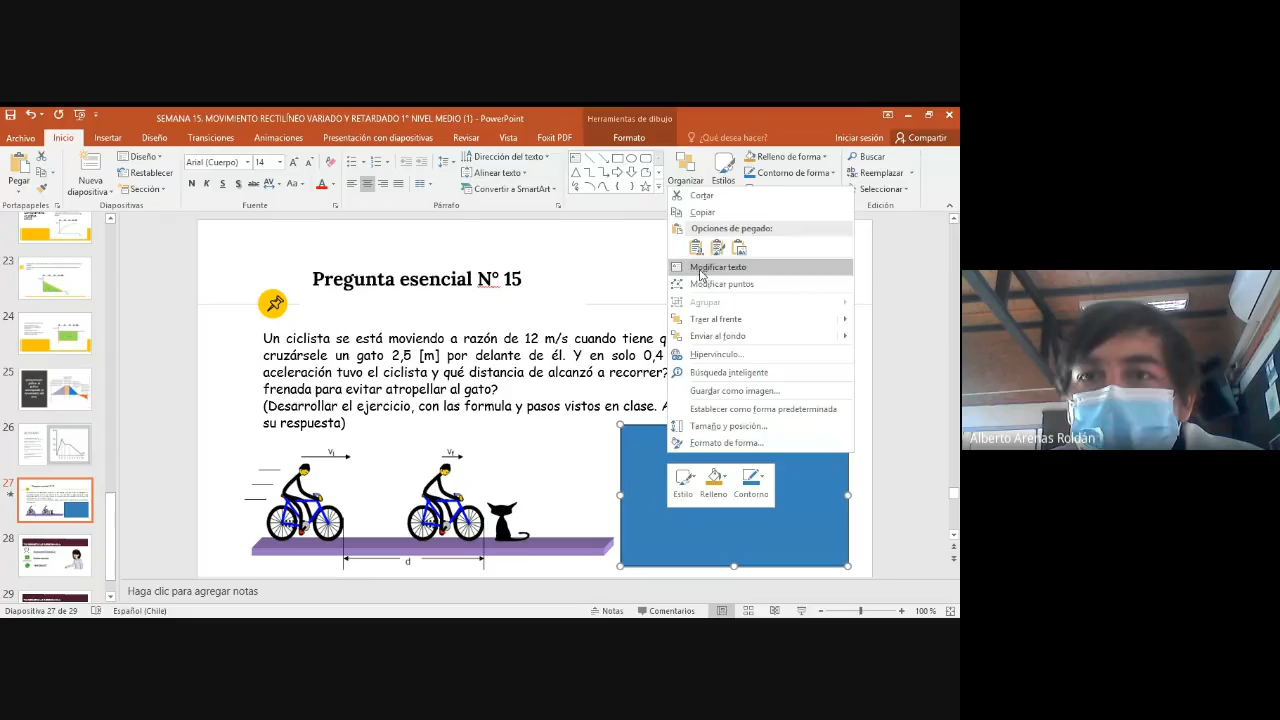 SEMANA 15. MOVIMIENTO RECTILÍNEO VARIADO Y RETARDADO 1° NIVEL MEDIO (1) - PowerPoint
Herramientas de dibujo
Archivo Inicio Insertar Diseño Transiciones Animaciones Presentación con diapositivas Revisar Vista Foxit PDF Formato ¿Qué desea hacer? Iniciar sesión Compartir
Pegar
Nueva
diapositiva
Diseño
Restablecer
Sección
Arial (Cuerpo) 14
N K S abc AV Aa A
Dirección del texto
Alinear texto
Convertir a SmartArt
Organizar
Estilos
Relleno de forma
Contorno de forma
Buscar
Reemplazar
Seleccionar
Portapapeles Fuente Párrafo Edición
Cortar
Copiar
Opciones de pegado:
Modificar texto
Modificar puntos
Agrupar
Traer al frente
Enviar al fondo
Hipervínculo...
Búsqueda inteligente
Guardar como imagen...
Establecer como forma predeterminada
Tamaño y posición...
Formato de forma...
Estilo Relleno Contorno
23
24
25
26
27
28
29
Pregunta esencial N° 15
Un ciclista se está moviendo a razón de 12 m/s cuando tiene q
cruzársele un gato 2,5 [m] por delante de él. Y en solo 0,4
aceleración tuvo el ciclista y qué distancia de alcanzó a recorrer?
frenada para evitar atropellar al gato?
(Desarrollar el ejercicio, con las formula y pasos vistos en clase. A
su respuesta)
d
Haga clic para agregar notas
Diapositiva 27 de 29 Español (Chile) Notas Comentarios 100 %
Alberto Arenas Roldán